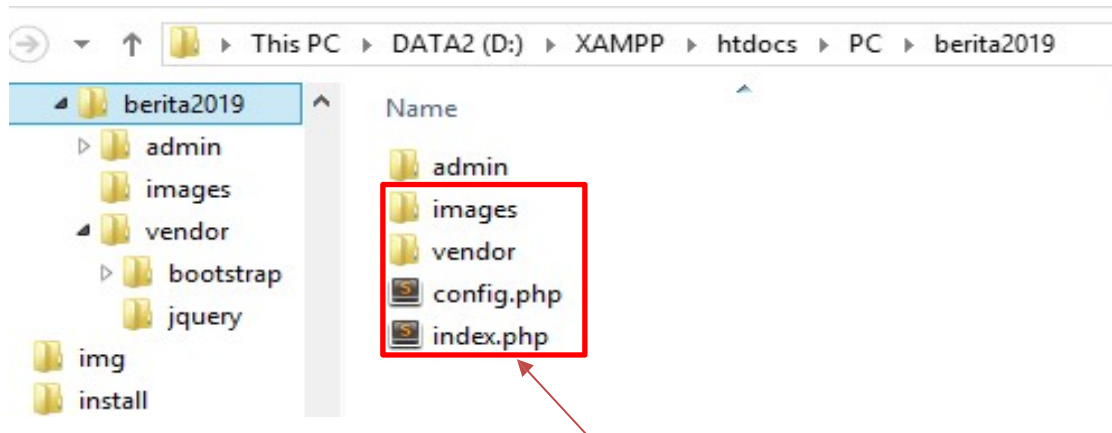 This PC ▸ DATA2 (D:) ▸ XAMPP ▸ htdocs ▸ PC ▸ berita2019
berita2019
admin
images
vendor
bootstrap
jquery
img
install
Name
admin
images
vendor
config.php
index.php